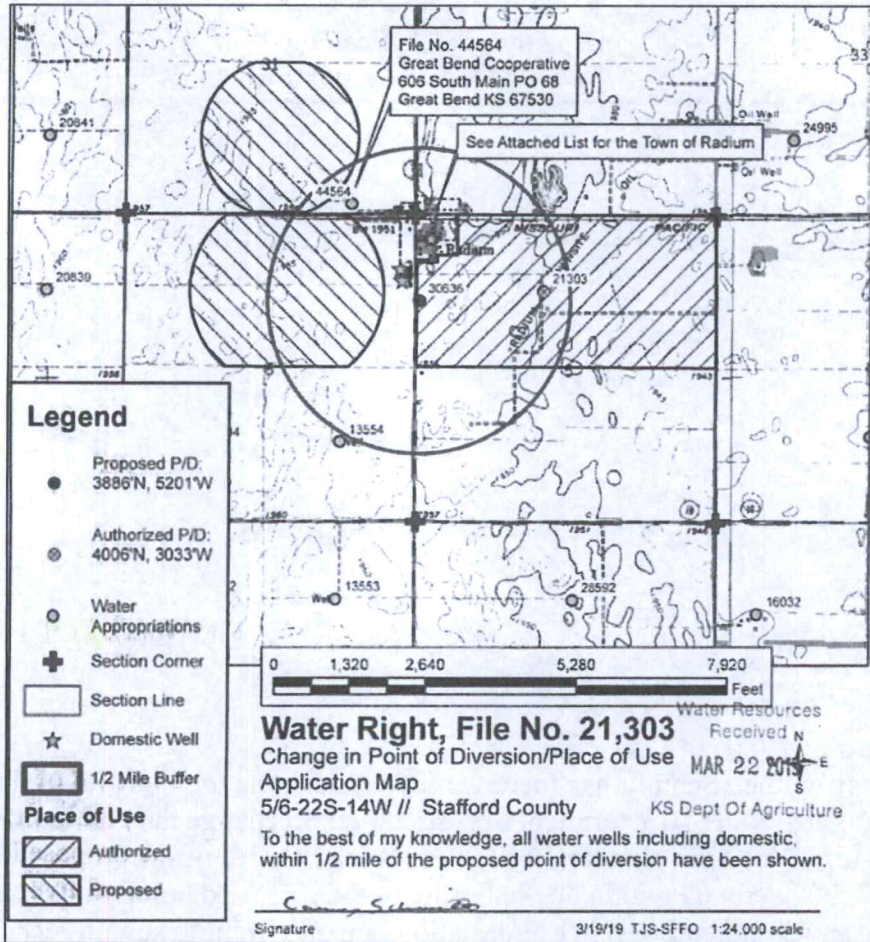 31
33
File No. 44564
Great Bend Cooperative
606 South Main PO 68
Great Bend KS 67530
See Attached List for the Town of Radium
Oil Well
20841
24995
44564
MISSOURI
PACIFIC
Radium
20839
30636
21303
13554
Well
13553
28592
16032
Legend
Proposed P/D:
3886'N, 5201'W
Authorized P/D:
4006'N, 3033'W
Water
Appropriations
Section Corner
Section Line
Domestic Well
1/2 Mile Buffer
Place of Use
Authorized
Proposed
0 1,320 2,640 5,280 7,920
Feet
Water Right, File No. 21,303
Change in Point of Diversion/Place of Use
Application Map
5/6-22S-14W // Stafford County
Water Resources
Received
MAR 22 2019
KS Dept Of Agriculture
N
E
S
To the best of my knowledge, all water wells including domestic,
within 1/2 mile of the proposed point of diversion have been shown.
Signature
3/19/19 TJS-SFFO 1:24.000 scale